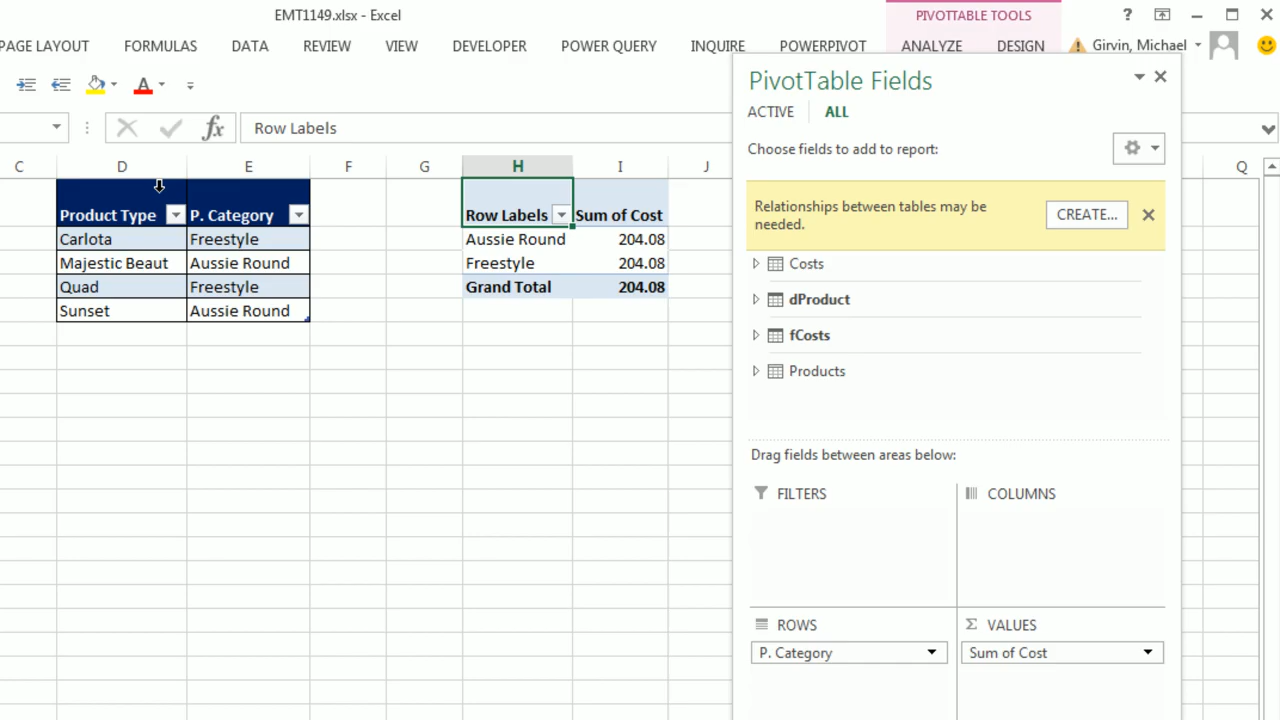 EMT1149.xlsx - Excel
PIVOTTABLE TOOLS
?
PAGE LAYOUT FORMULAS DATA REVIEW VIEW DEVELOPER POWER QUERY INQUIRE POWERPIVOT ANALYZE DESIGN Girvin, Michael
A
fx Row Labels
C D E F G H I J Q
Product Type P. Category
Carlota Freestyle
Majestic Beaut Aussie Round
Quad Freestyle
Sunset Aussie Round
Row Labels Sum of Cost
Aussie Round 204.08
Freestyle 204.08
Grand Total 204.08
PivotTable Fields
ACTIVE ALL
Choose fields to add to report:
Relationships between tables may be
needed.
CREATE...
Costs
dProduct
fCosts
Products
Drag fields between areas below:
FILTERS COLUMNS
ROWS Σ VALUES
P. Category Sum of Cost